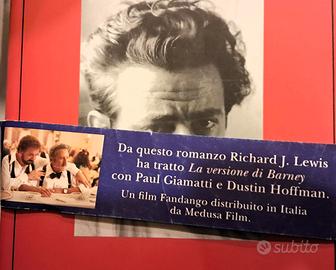 Da questo romanzo Richard J. Lewis
ha tratto La versione di Barney
con Paul Giamatti e Dustin Hoffman.
Un film Fandango distribuito in Italia
da Medusa Film.
subito